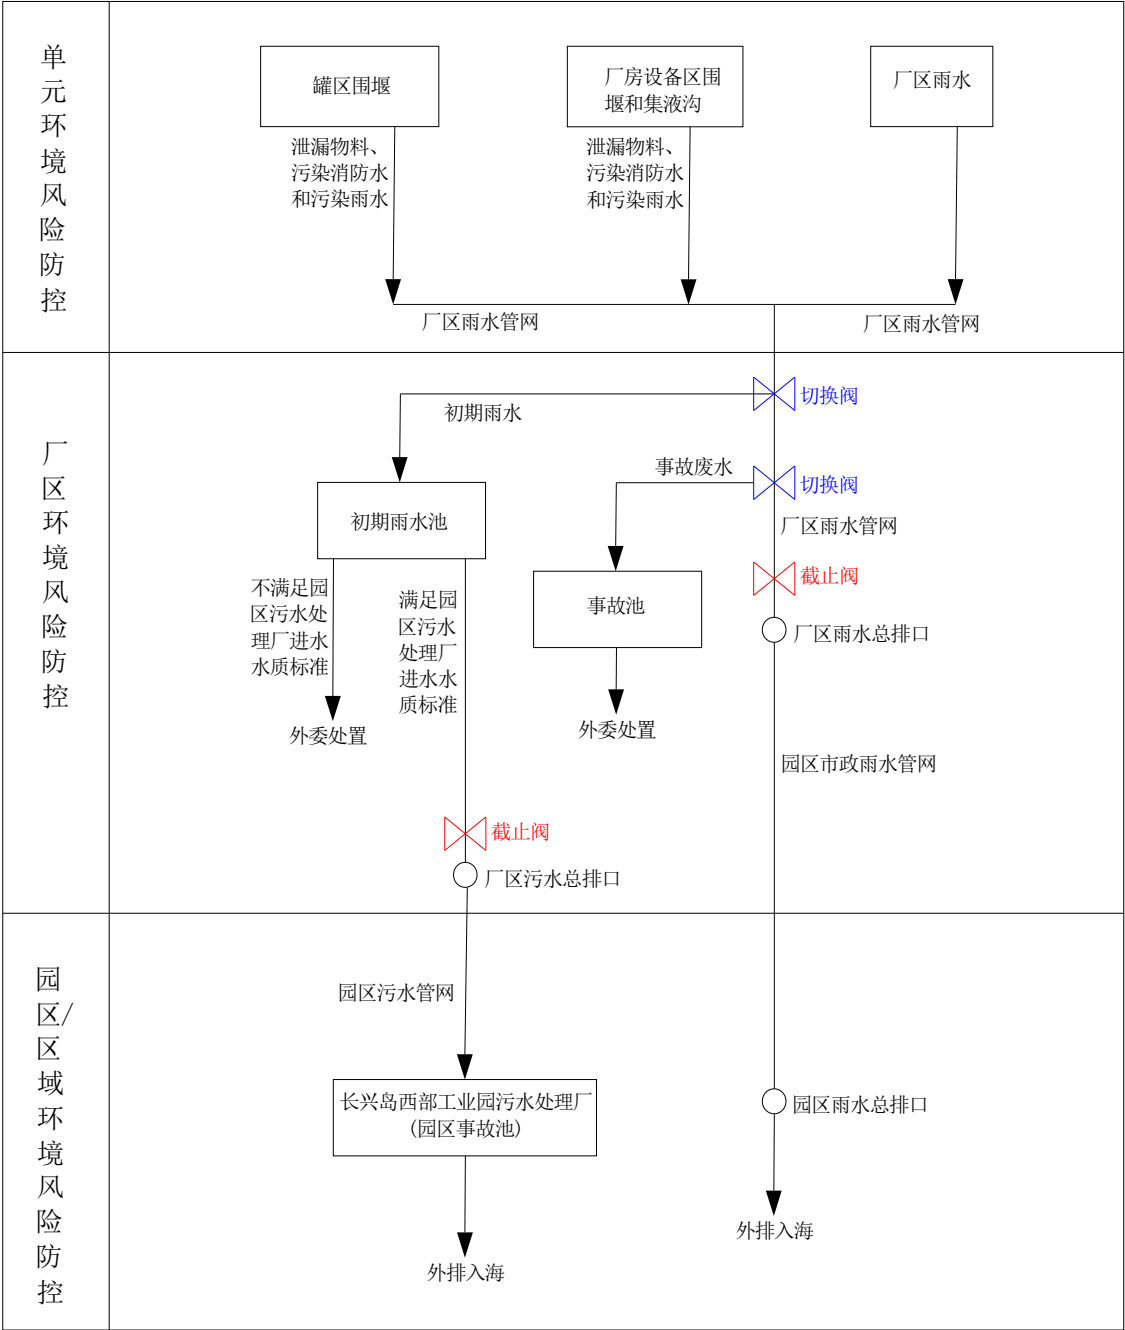 单元环境风险防控
罐区围堰
厂房设备区围
堰和集液沟
厂区雨水
泄漏物料、
污染消防水
和污染雨水
泄漏物料、
污染消防水
和污染雨水
厂区雨水管网
厂区雨水管网
厂区环境风险防控
切换阀
初期雨水
事故废水
切换阀
初期雨水池
厂区雨水管网
不满足园
区污水处
理厂进水
水质标准
满足园
区污水
处理厂
进水水
质标准
截止阀
事故池
厂区雨水总排口
外委处置
外委处置
园区市政雨水管网
截止阀
厂区污水总排口
园区/区域环境风险防控
园区污水管网
长兴岛西部工业园污水处理厂
(园区事故池)
园区雨水总排口
外排入海
外排入海